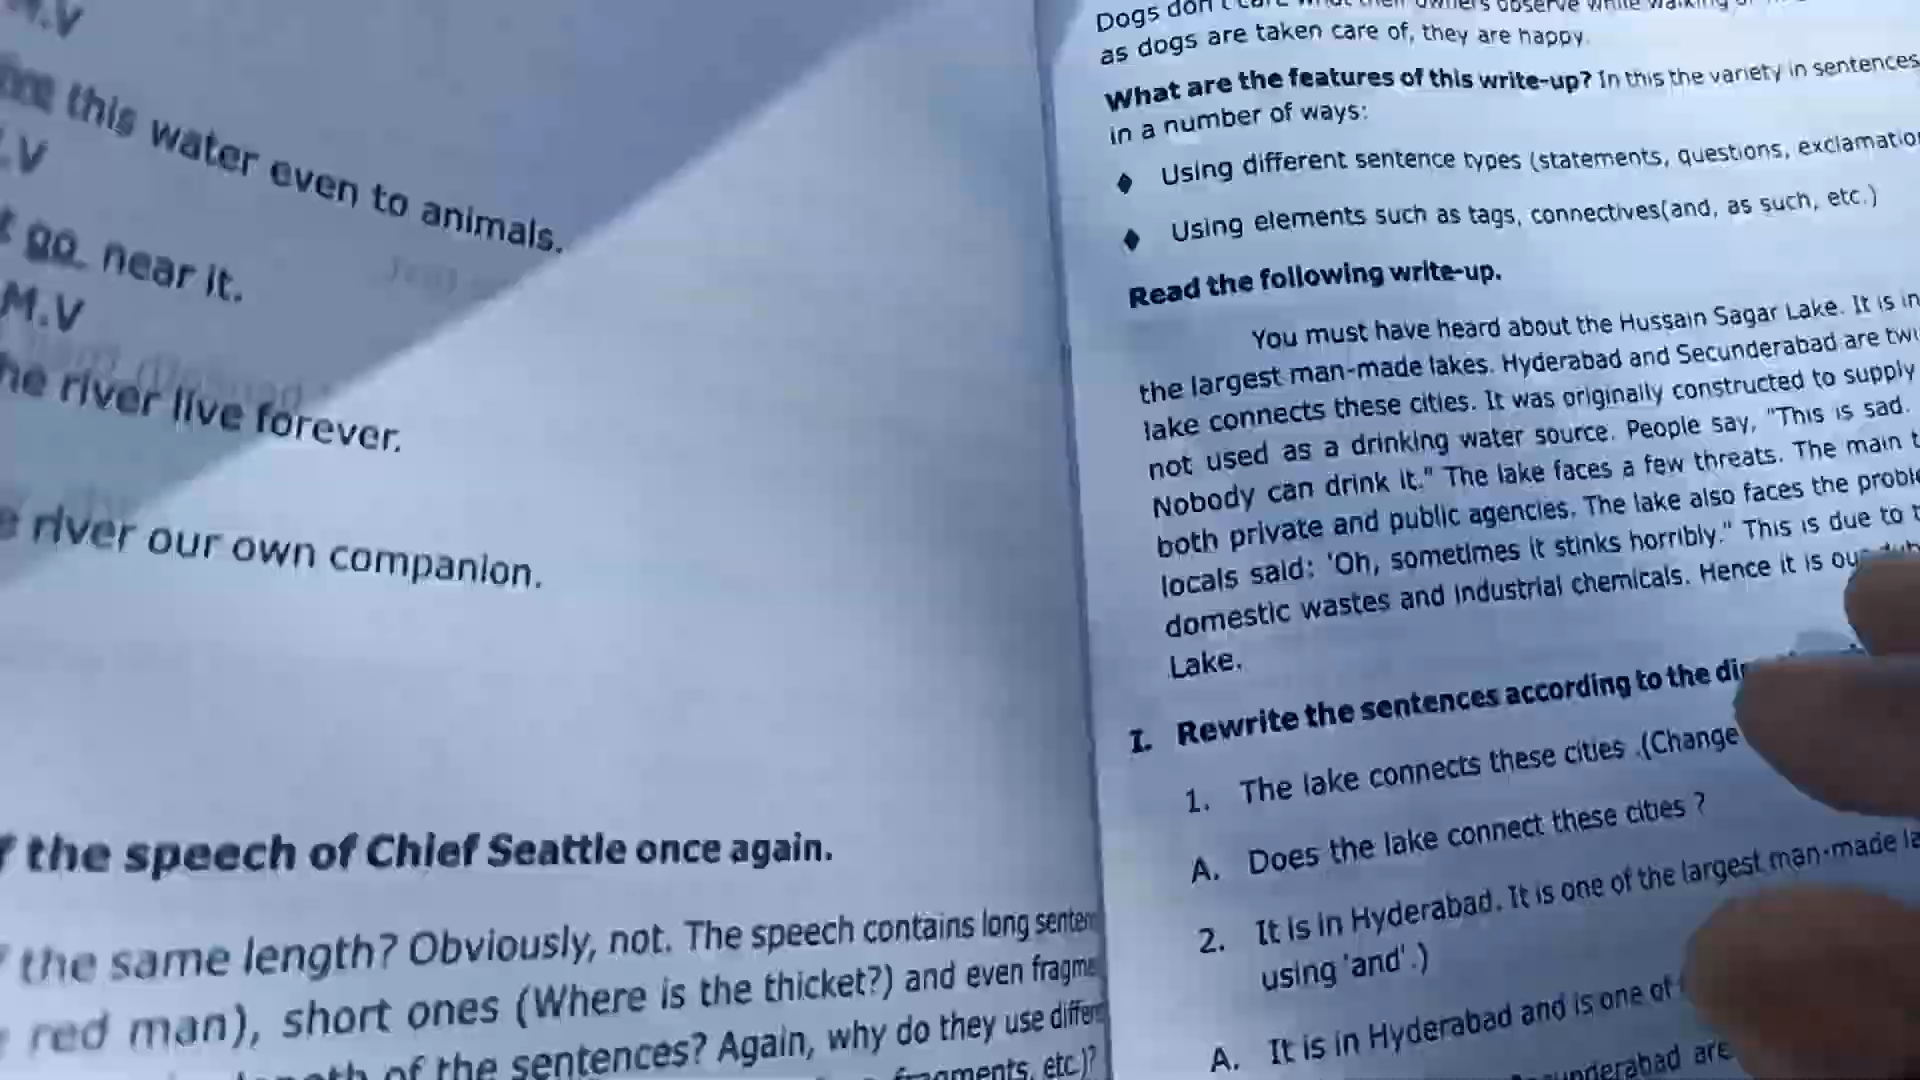 M.V
this water even to animals.
.V
go near it.
M.V
he river live forever.
e river our own companion.
the speech of Chief Seattle once again.
the same length? Obviously, not. The speech contains long
red man), short ones (Where is the thicket?) and even
of the sentences? Again, why do they use
etc)?
Dogs don't
as dogs are taken care of, they are happy.
What are the features of this write-up? In this the variety in sentences
in a number of ways:
♦ Using different sentence types (statements, questions,
♦ Using elements such as tags, connectives(and, as such, etc.)
Read the following write-up.
You must have heard about the Hussain Sagar Lake. It is in
the largest man-made lakes. Hyderabad and Secunderabad are
lake connects these cities. It was originally constructed to supply
not used as a drinking water source. People say, "This is sad.
Nobody can drink it." The lake faces a few threats. The main
both private and public agencies. The lake also faces the
locals said: 'Oh, sometimes it stinks horribly." This is due to
domestic wastes and industrial chemicals. Hence it is
Lake.
I. Rewrite the sentences according to the
1. The lake connects these cities .(Change
A. Does the lake connect these cities ?
2. It is in Hyderabad. It is one of the largest man-made
using 'and'.)
A. It is in Hyderabad and is one of
are